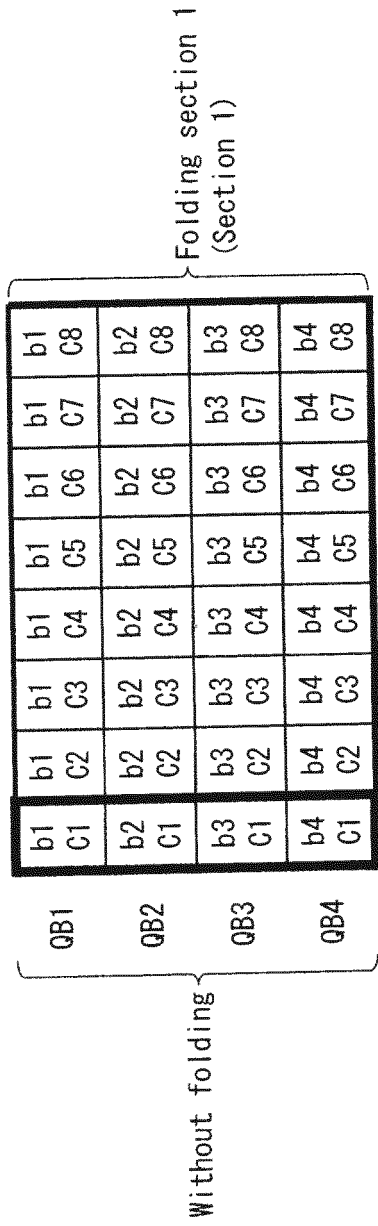 Without folding
QB1
QB2
QB3
QB4
b1 b1 b1 b1 b1 b1 b1 b1
C1 C2 C3 C4 C5 C6 C7 C8
b2 b2 b2 b2 b2 b2 b2 b2
C1 C2 C3 C4 C5 C6 C7 C8
b3 b3 b3 b3 b3 b3 b3 b3
C1 C2 C3 C4 C5 C6 C7 C8
b4 b4 b4 b4 b4 b4 b4 b4
C1 C2 C3 C4 C5 C6 C7 C8
Folding section 1
(Section 1)